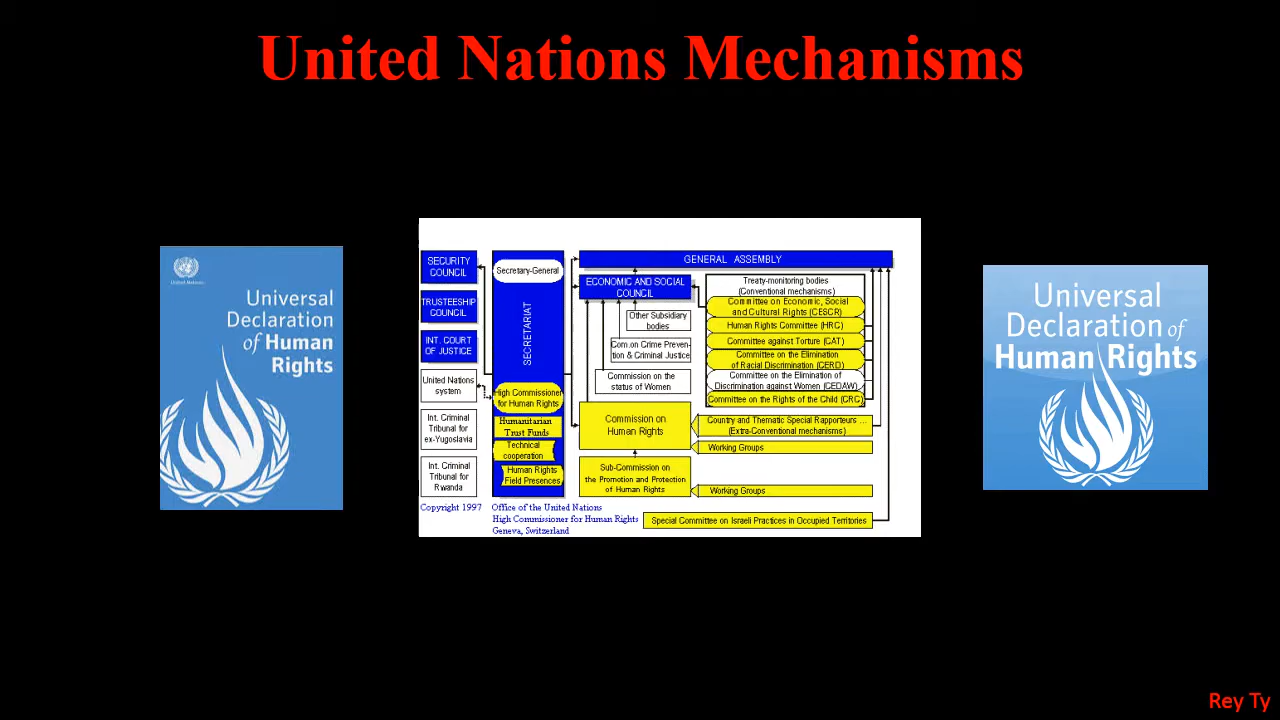 United Nations Mechanisms
United Nations
Universal
Declaration
of Human
Rights
SECURITY
COUNCIL
TRUSTEESHIP
COUNCIL
INT. COURT
OF JUSTICE
United Nations
system
Int. Criminal
Tribunal for
ex-Yugoslavia
Int. Criminal
Tribunal for
Rwanda
Copyright 1997
Secretary-General
SECRETARIAT
High Commissioner
for Human Rights
Humanitarian
Trust Funds
Technical
cooperation
Human Rights
Field Presences
Office of the United Nations
High Commissioner for Human Rights
Geneva, Switzerland
GENERAL ASSEMBLY
ECONOMIC AND SOCIAL
COUNCIL
Other Subsidiary
bodies
Com.on Crime Preven-
tion & Criminal Justice
Commission on the
status of Women
Commission on
Human Rights
Sub-Commission on
the Promotion and Protection
of Human Rights
Treaty-monitoring bodies
(Conventional mechanisms)
Committee on Economic, Social
and Cultural Rights (CESCR)
Human Rights Committee (HRC)
Committee against Torture (CAT)
Committee on the Elimination
of Racial Discrimination (CERD)
Committee on the Elimination of
Discrimination against Women (CEDAW)
Committee on the Rights of the Child (CRC)
Country and Thematic Special Rapporteurs ...
(Extra-Conventional mechanisms)
Working Groups
Working Groups
Special Committee on Israeli Practices in Occupied Territories
Universal
Declaration of
Human Rights
Rey Ty